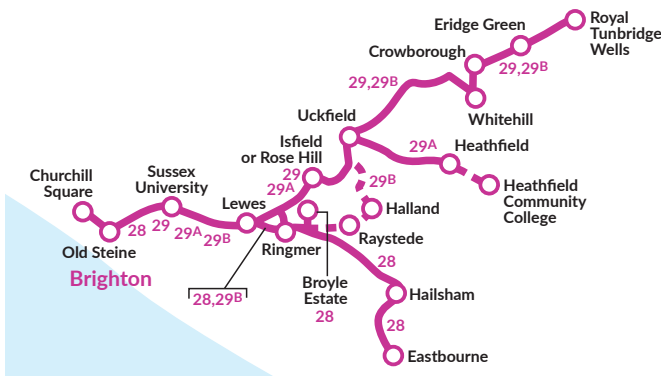 Royal
Tunbridge
Wells
Eridge Green
Crowborough
29,29B
29,29B
Whitehill
Uckfield
Isfield
or Rose Hill
29
29A
29A
Heathfield
Heathfield
Community
College
29B
Halland
Raystede
Churchill
Square
Sussex
University
Lewes
28
29
29A
29B
Old Steine
Brighton
Ringmer
28,29B
Broyle
Estate
28
28
Hailsham
28
Eastbourne